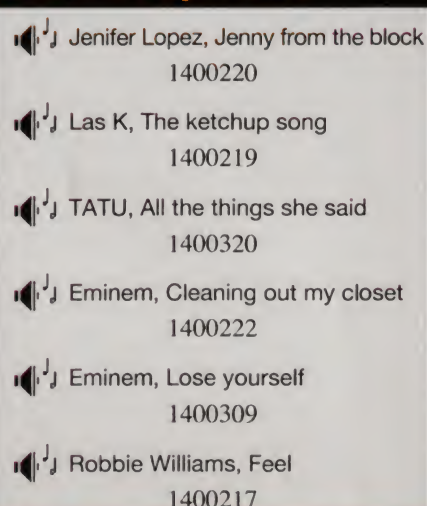 Jenifer Lopez, Jenny from the block
1400220
Las K, The ketchup song
1400219
TATU, All the things she said
1400320
Eminem, Cleaning out my closet
1400222
Eminem, Lose yourself
1400309
Robbie Williams, Feel
1400217